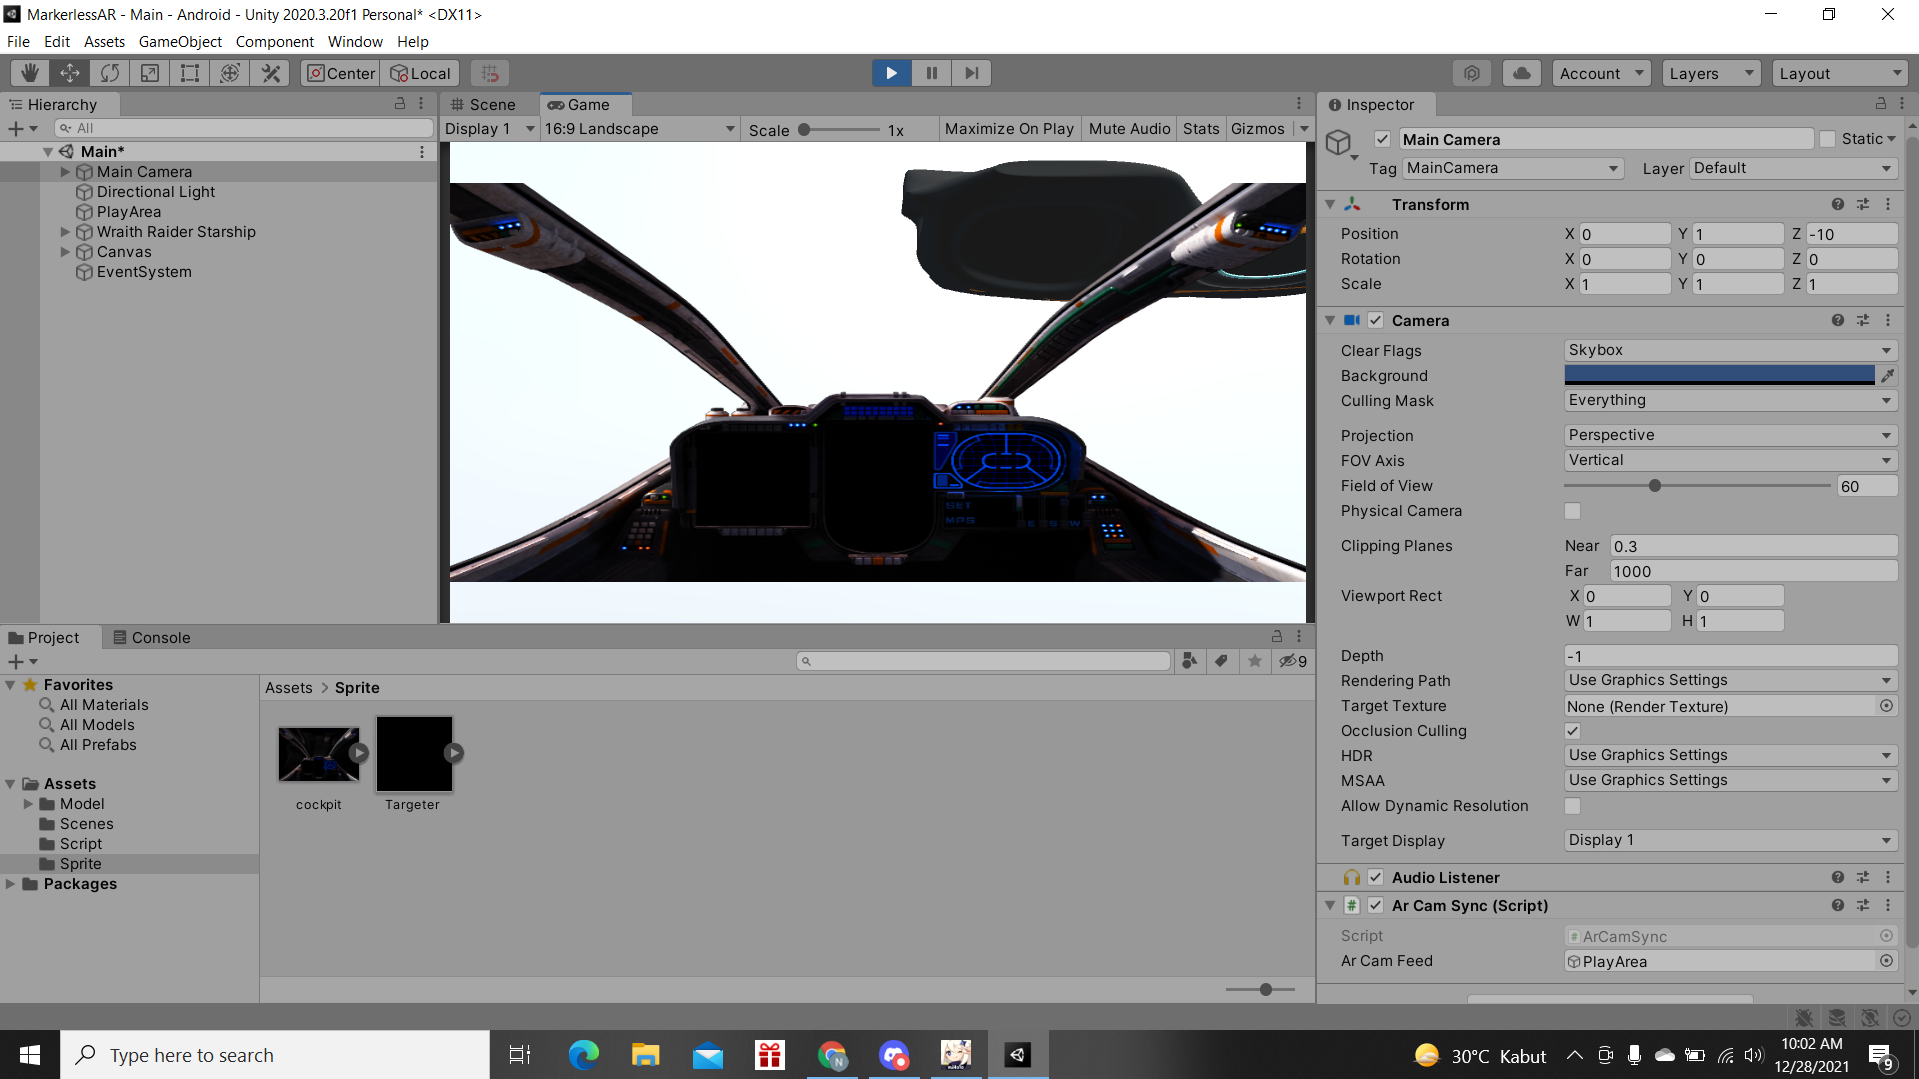 MarkerlessAR - Main - Android - Unity 2020.3.20f1 Personal* <DX11>
File Edit Assets GameObject Component Window Help
Center Local Account Layers Layout
Hierarchy
All
Main*
Main Camera
Directional Light
PlayArea
Wraith Raider Starship
Canvas
EventSystem
Scene Game
Display 1 16:9 Landscape Scale 1x Maximize On Play Mute Audio Stats Gizmos
SET
MPS
Inspector
Main Camera Static
Tag MainCamera Layer Default
Transform
Position X 0 Y 1 Z -10
Rotation X 0 Y 0 Z 0
Scale X 1 Y 1 Z 1
Camera
Clear Flags Skybox
Background
Culling Mask Everything
Projection Perspective
FOV Axis Vertical
Field of View 60
Physical Camera
Clipping Planes Near 0.3
Far 1000
Viewport Rect X 0 Y 0
W 1 H 1
Depth -1
Rendering Path Use Graphics Settings
Target Texture None (Render Texture)
Occlusion Culling
HDR Use Graphics Settings
MSAA Use Graphics Settings
Allow Dynamic Resolution
Target Display Display 1
Audio Listener
# Ar Cam Sync (Script)
Script # ArCamSync
Ar Cam Feed PlayArea
Project Console
9
Favorites
All Materials
All Models
All Prefabs
Assets
Model
Scenes
Script
Sprite
Packages
Assets > Sprite
cockpit Targeter
Type here to search
N
30°C Kabut
10:02 AM
12/28/2021
9